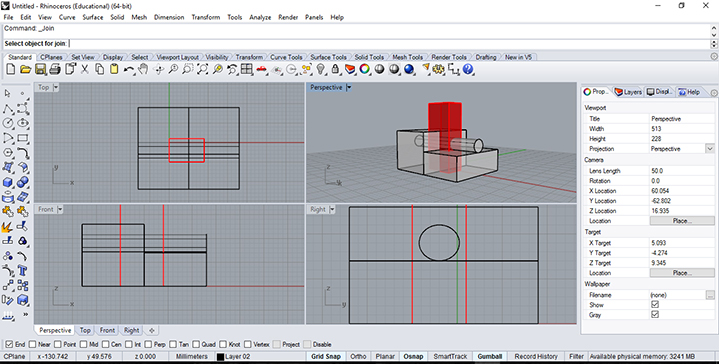 Untitled - Rhinoceros (Educational) (64-bit)
File Edit View Curve Surface Solid Mesh Dimension Transform Tools Analyze Render Panels Help
Command: _Join
Select object for join:
Standard CPlanes Set View Display Select Viewport Layout Visibility Transform Curve Tools Surface Tools Solid Tools Mesh Tools Render Tools Drafting New in V5
Top
Perspective
Prop... Layers Displ... Help
Viewport
Title Perspective
Width 513
Height 228
Projection Perspective
Camera
Lens Length 50.0
Rotation 0.0
X Location 60.054
Y Location -62.802
Z Location 16.935
Location Place...
Target
X Target 5.093
Y Target -4.274
Z Target 9.345
Location Place...
Wallpaper
Filename (none) ...
Show
Gray
y
x
z
Front
Right
z
x
z
y
Perspective Top Front Right
End Near Point Mid Cen Int Perp Tan Quad Knot Vertex Project Disable
CPlane x -130.742 y 49.576 z 0.000 Millimeters Layer 02 Grid Snap Ortho Planar Osnap SmartTrack Gumball Record History Filter Available physical memory: 3241 MB